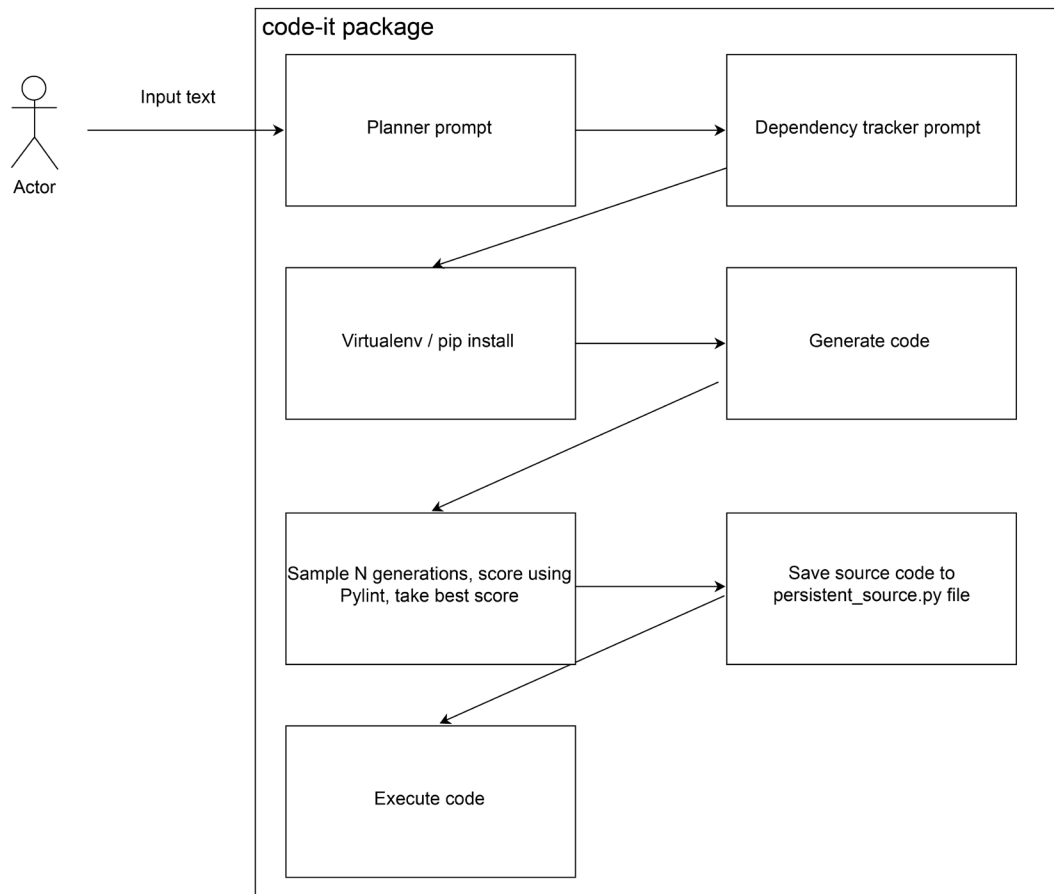 code-it package
Input text
Actor
Planner prompt
Dependency tracker prompt
Virtualenv / pip install
Generate code
Sample N generations, score using
Pylint, take best score
Save source code to
persistent_source.py file
Execute code